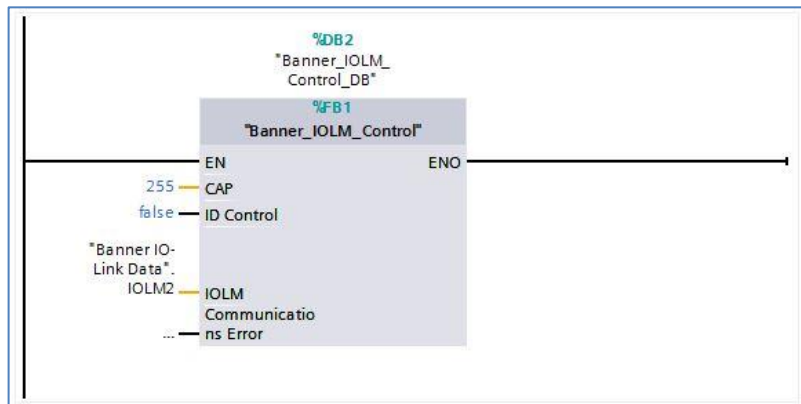 %DB2
"Banner_IOLM_
Control_DB"
%FB1
"Banner_IOLM_Control"
EN ENO
255 CAP
false ID Control
"Banner IO-
Link Data".
IOLM2 IOLM
Communicatio
... ns Error